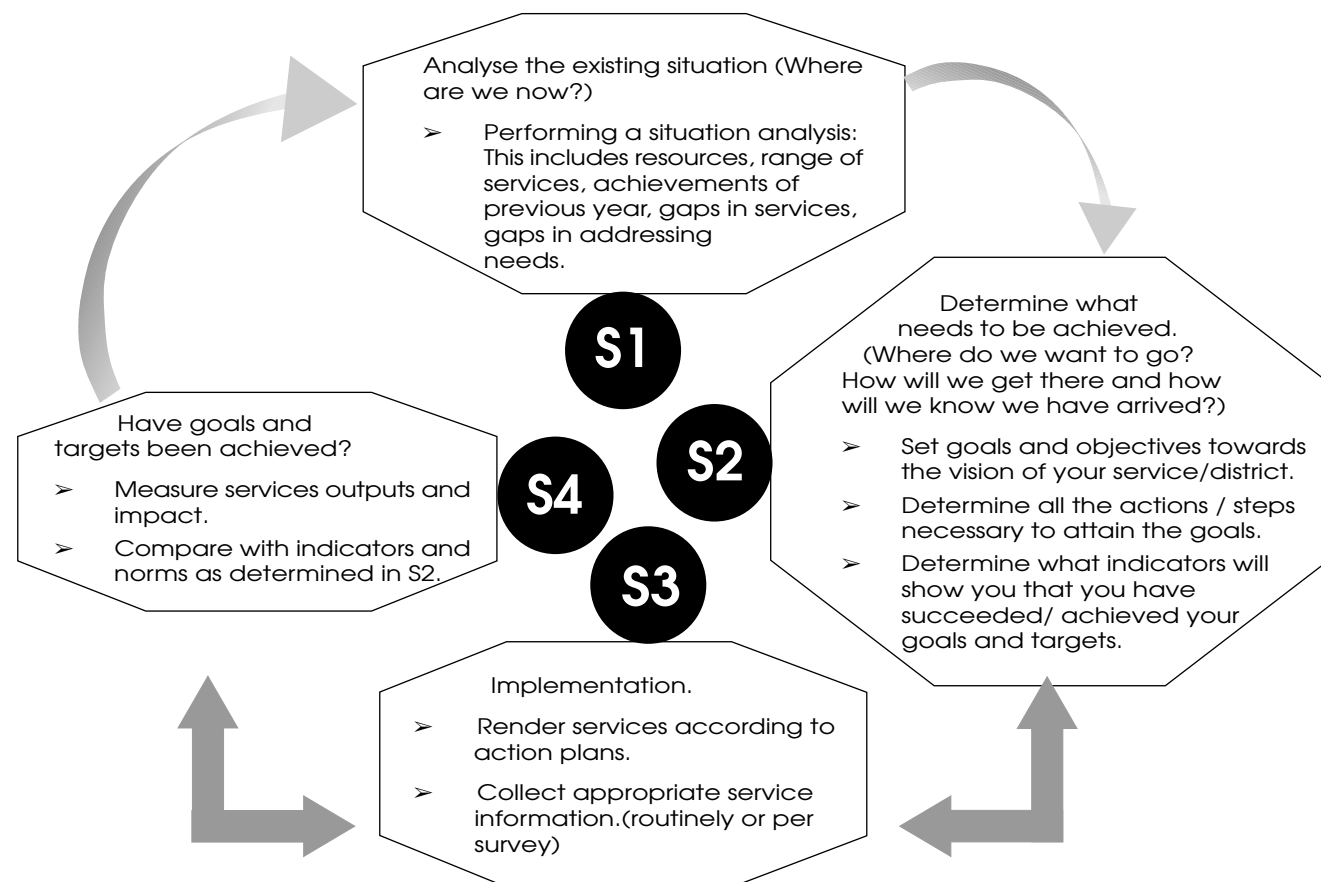 Analyse the existing situation (Where
are we now?)
➢ Performing a situation analysis:
This includes resources, range of
services, achievements of
previous year, gaps in services,
gaps in addressing
needs.
S1
Determine what
needs to be achieved.
(Where do we want to go?
How will we get there and how
will we know we have arrived?)
➢ Set goals and objectives towards
the vision of your service/district.
➢ Determine all the actions / steps
necessary to attain the goals.
➢ Determine what indicators will
show you that you have
succeeded/ achieved your
goals and targets.
S2
Implementation.
➢ Render services according to
action plans.
➢ Collect appropriate service
information.(routinely or per
survey)
S3
Have goals and
targets been achieved?
➢ Measure services outputs and
impact.
➢ Compare with indicators and
norms as determined in S2.
S4